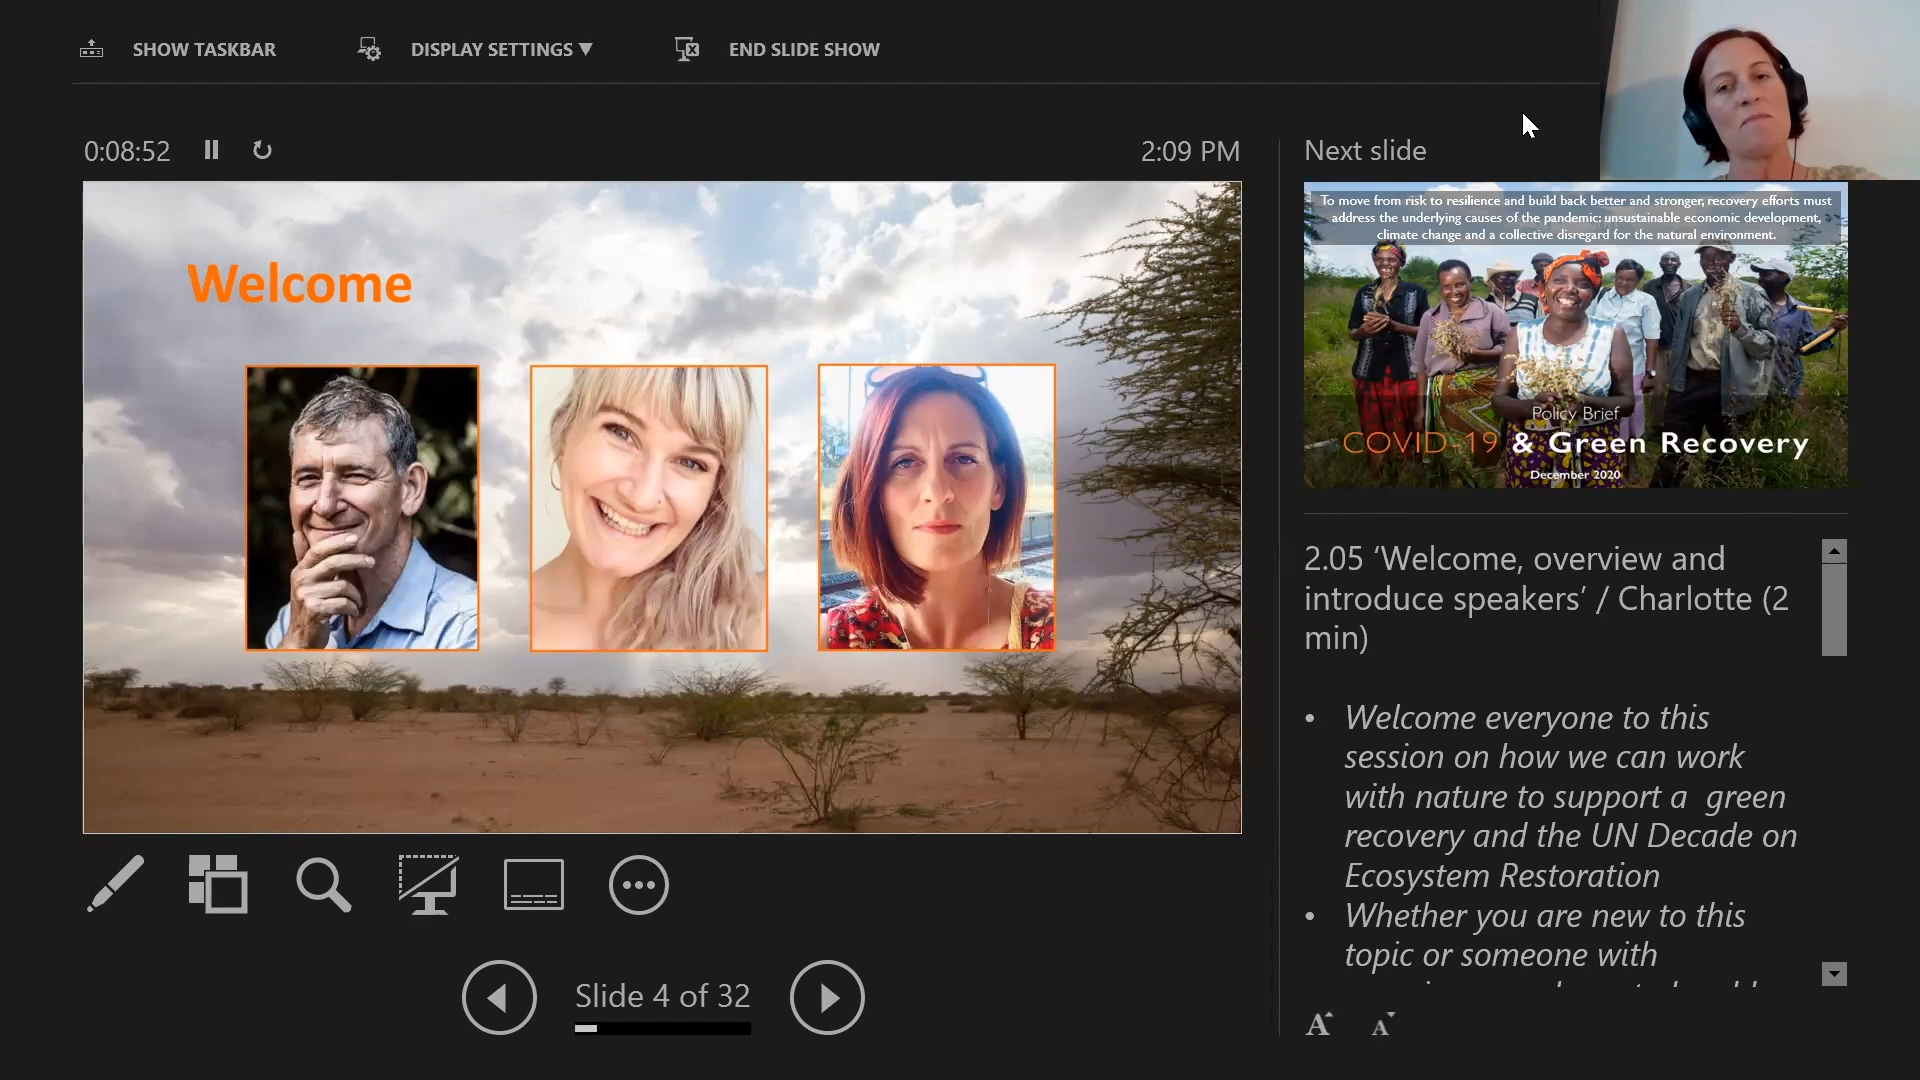 SHOW TASKBAR
DISPLAY SETTINGS ▼
END SLIDE SHOW
0:08:52
2:09 PM
Welcome
Slide 4 of 32
Next slide
To move from risk to resilience and build back better and stronger, recovery efforts must
address the underlying causes of the pandemic: unsustainable economic development,
climate change and a collective disregard for the natural environment.
Policy Brief
COVID-19 & Green Recovery
December 2020
2.05 ‘Welcome, overview and
introduce speakers’ / Charlotte (2
min)
• Welcome everyone to this
session on how we can work
with nature to support a  green
recovery and the UN Decade on
Ecosystem Restoration
• Whether you are new to this
topic or someone with
A A